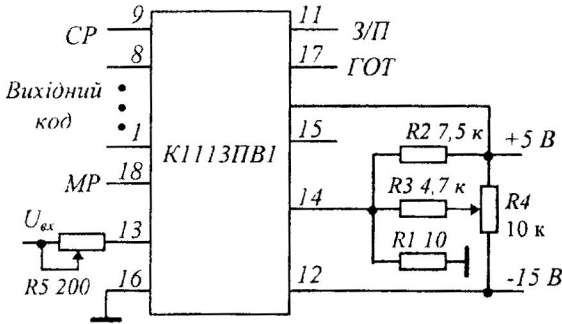 9
СР
8
Вихідний
код
1
18
МР
U_вх
13
R5 200
16
К1113ПВ1
11
З/П
17
ГОТ
15
14
12
R2 7,5 к
+5 В
R3 4,7 к
R4
10 к
R1 10
-15 В